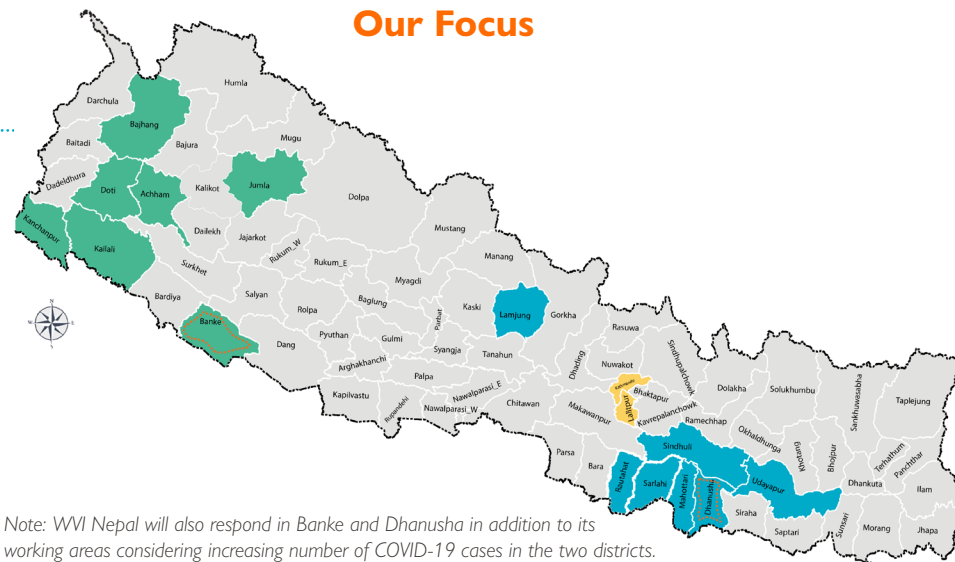 Our Focus
Humla
Darchula
Bajhang
Mugu
Baitadi
Bajura
Dadeldhura
Doti
Achham
Kalikot
Jumla
Dolpa
Kanchanpur
Kailali
Dailekh
Jajarkot
Rukum_W
Mustang
Surkhet
Rukum_E
Manang
Bardiya
Salyan
Myagdi
N
W
E
S
Banke
Rolpa
Baglung
Parbat
Kaski
Lamjung
Gorkha
Dang
Pyuthan
Gulmi
Syangja
Tanahun
Rasuwa
Arghakhanchi
Palpa
Dhading
Nuwakot
Sindhupalchowk
Dolakha
Solukhumbu
Sankhuwasabha
Taplejung
Kapilvastu
Rupandehi
Nawalparasi_E
Nawalparasi_W
Chitawan
Makawanpur
Bhaktapur
Lalitpur
Kavrepalanchowk
Ramechhap
Okhaldhunga
Khotang
Bhojpur
Terhathum
Panchthar
Parsa
Bara
Sindhuli
Rautahat
Sarlahi
Mahottari
Dhanusha
Udayapur
Siraha
Saptari
Dhankuta
Sunsari
Morang
Ilam
Jhapa
Note: WVI Nepal will also respond in Banke and Dhanusha in addition to its
working areas considering increasing number of COVID-19 cases in the two districts.